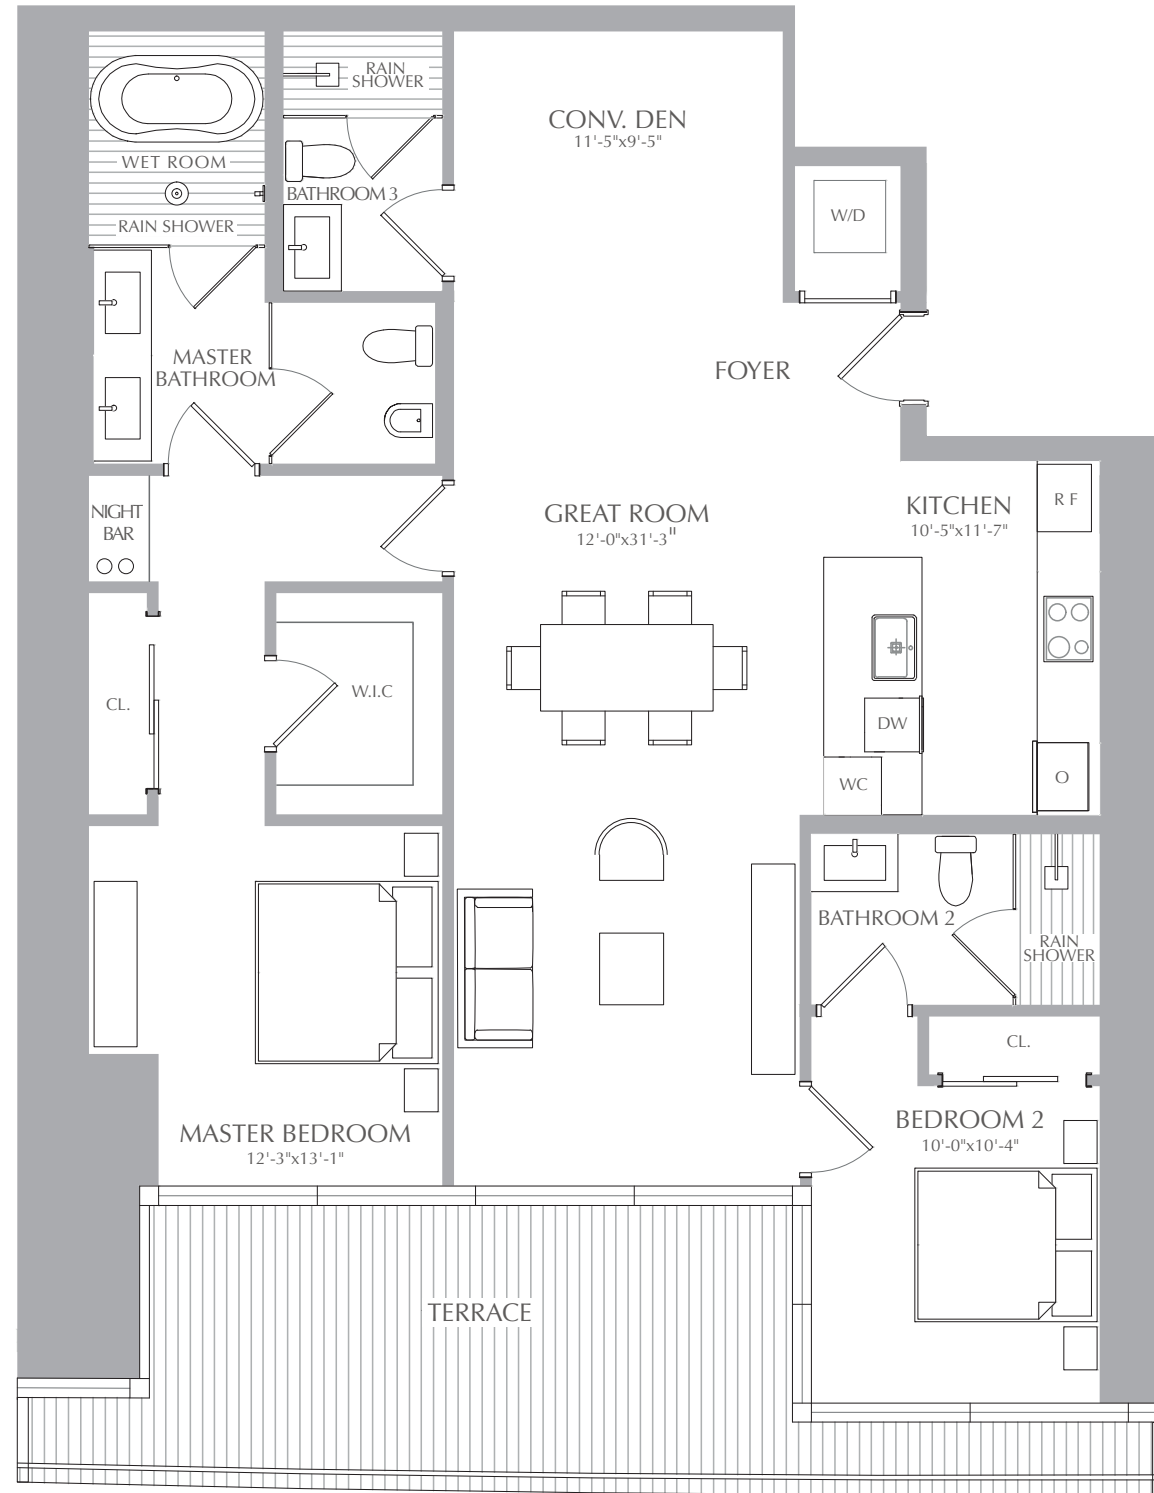 RAIN
SHOWER
CONV. DEN
11'-5"x9'-5"
WET ROOM
BATHROOM 3
W/D
RAIN SHOWER
MASTER
BATHROOM
FOYER
NIGHT
BAR
GREAT ROOM
12'-0"x31'-3"
KITCHEN
10'-5"x11'-7"
R F
CL.
W.I.C
DW
WC
O
BATHROOM 2
RAIN
SHOWER
CL.
MASTER BEDROOM
12'-3"x13'-1"
BEDROOM 2
10'-0"x10'-4"
TERRACE